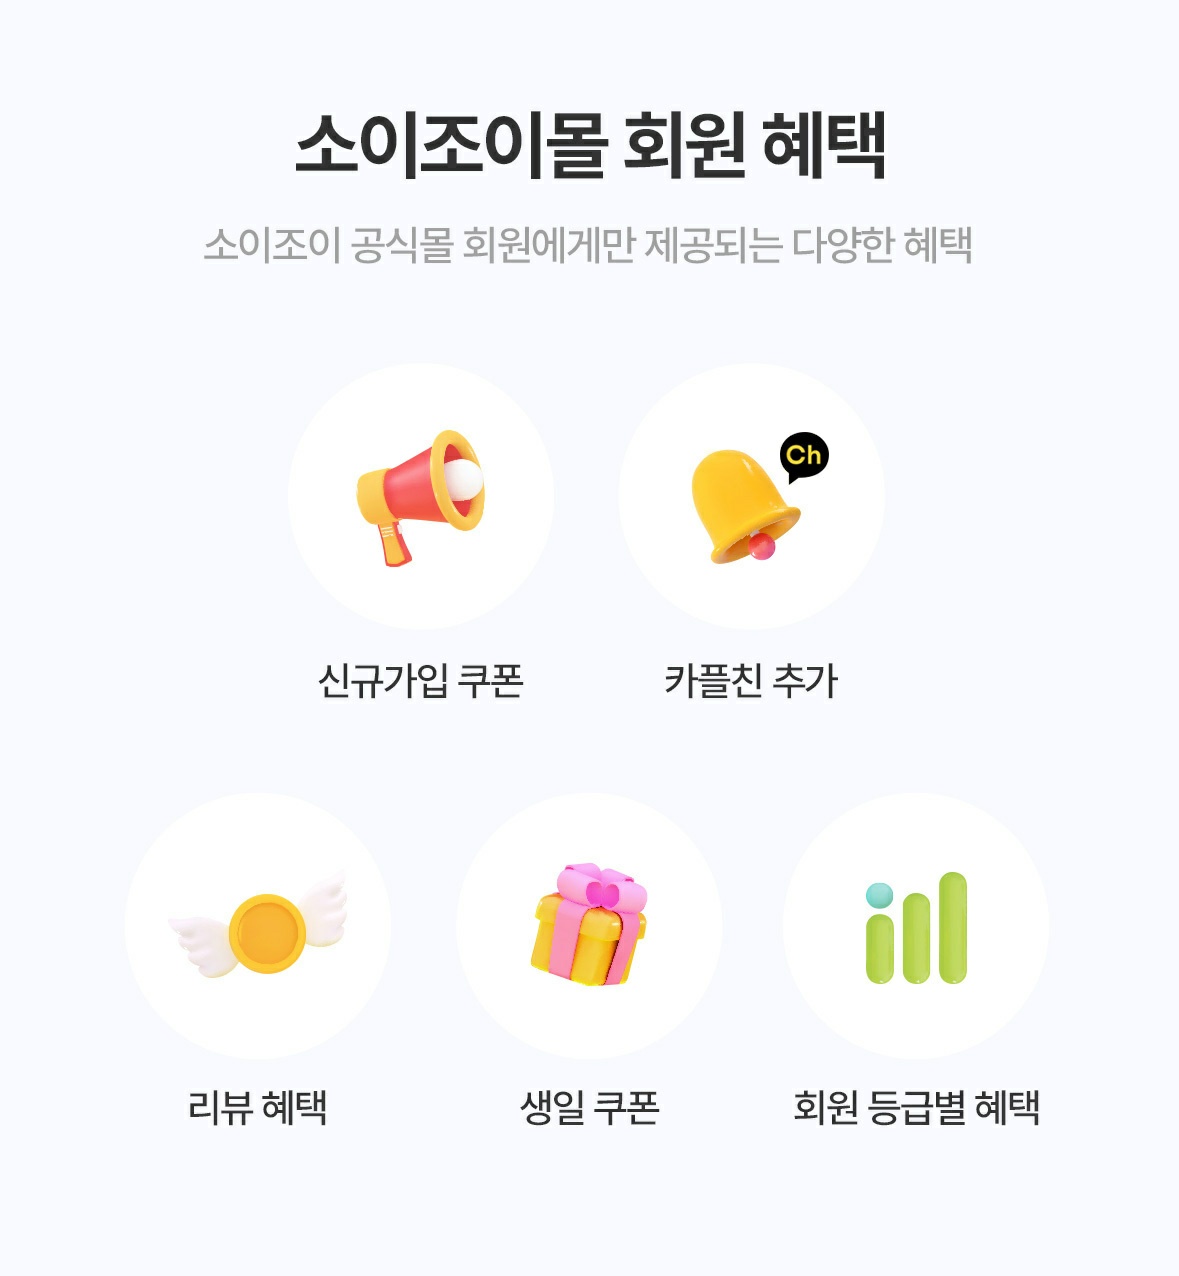 소이조이몰 회원 혜택
소이조이 공식몰 회원에게만 제공되는 다양한 혜택
Ch
신규가입 쿠폰
카플친 추가
리뷰 혜택
생일 쿠폰
회원 등급별 혜택